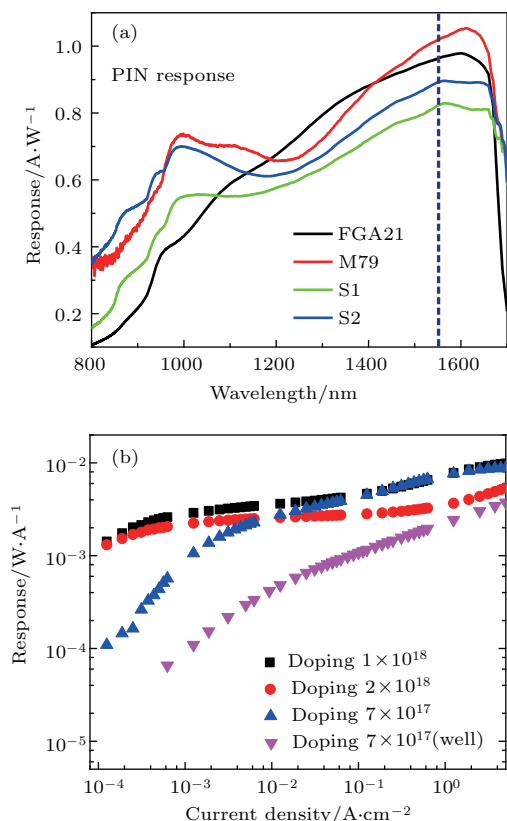 (a)
PIN response
1.0
0.8
0.6
0.4
0.2
Response/A·W⁻¹
FGA21
M79
S1
S2
800 1000 1200 1400 1600
Wavelength/nm
(b)
10⁻²
10⁻³
10⁻⁴
10⁻⁵
Response/W·A⁻¹
Doping 1×10¹⁸
Doping 2×10¹⁸
Doping 7×10¹⁷
Doping 7×10¹⁷(well)
10⁻⁴ 10⁻³ 10⁻² 10⁻¹ 10⁰
Current density/A·cm⁻²